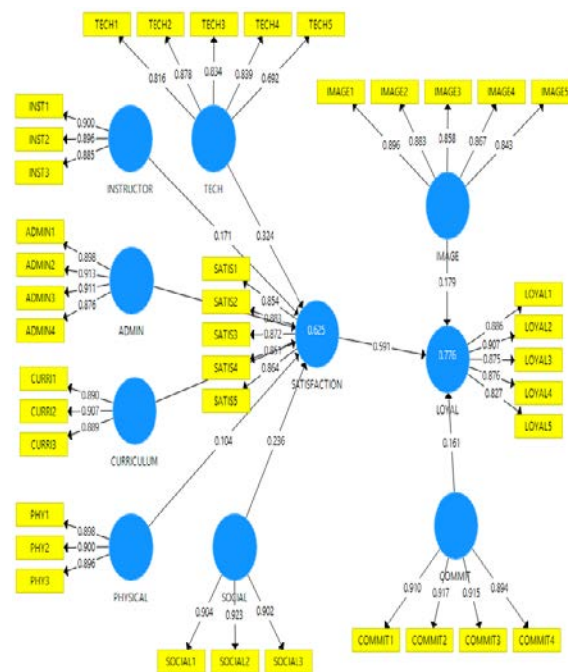 TECH1 TECH2 TECH3 TECH4 TECH5
0.816 0.878 0.834 0.839 0.692
TECH
IMAGE1 IMAGE2 IMAGE3 IMAGE4 IMAGE5
0.896 0.883 0.858 0.867 0.843
IMAGE
INST1
INST2
INST3
0.900
0.896
0.885
INSTRUCTOR
0.171
0.324
0.179
ADMIN1
ADMIN2
ADMIN3
ADMIN4
0.898
0.913
0.911
0.876
ADMIN
SATIS1
SATIS2
SATIS3
SATIS4
SATIS5
0.854
0.883
0.872
0.861
0.864
0.625
SATISFACTION
0.591
0.776
LOYAL
0.886
0.907
0.875
0.876
0.827
LOYAL1
LOYAL2
LOYAL3
LOYAL4
LOYAL5
CURRI1
CURRI2
CURRI3
0.890
0.907
0.889
CURRICULUM
0.104
0.236
0.161
PHY1
PHY2
PHY3
0.898
0.900
0.896
PHYSICAL
SOCIAL
0.904 0.923 0.902
SOCIAL1 SOCIAL2 SOCIAL3
COMMIT
0.910 0.917 0.915 0.894
COMMIT1 COMMIT2 COMMIT3 COMMIT4